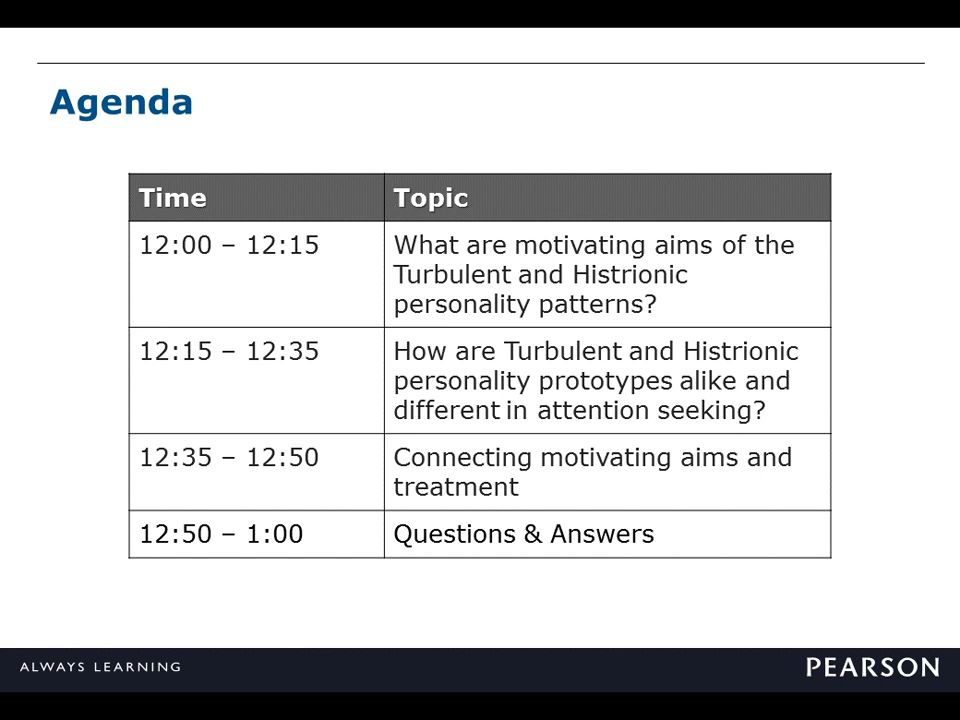 Agenda
Time Topic
12:00 – 12:15 What are motivating aims of the
Turbulent and Histrionic
personality patterns?
12:15 – 12:35 How are Turbulent and Histrionic
personality prototypes alike and
different in attention seeking?
12:35 – 12:50 Connecting motivating aims and
treatment
12:50 – 1:00 Questions & Answers
ALWAYS LEARNING PEARSON